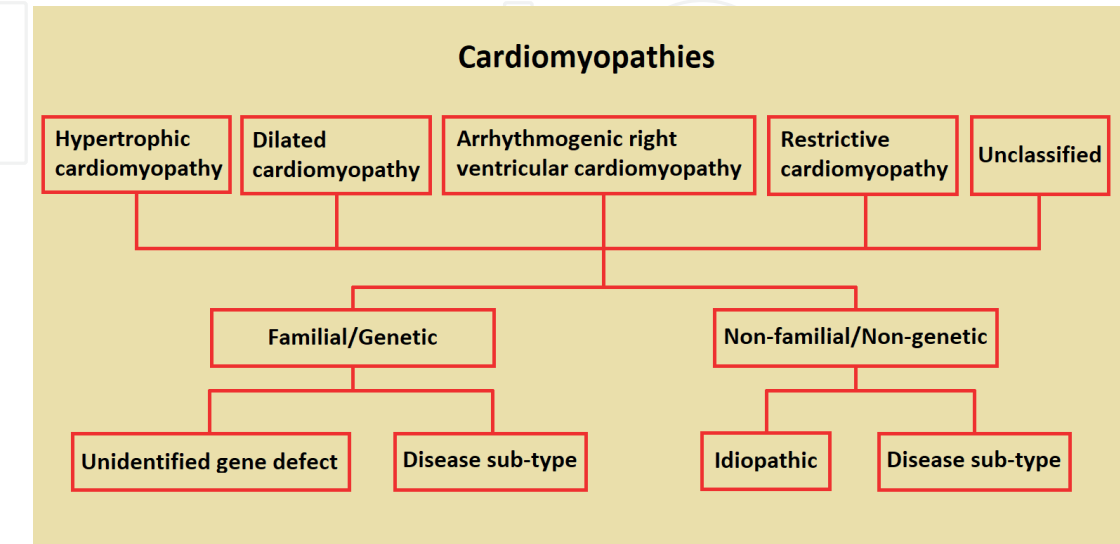 Cardiomyopathies
Hypertrophic
cardiomyopathy
Dilated
cardiomyopathy
Arrhythmogenic right
ventricular cardiomyopathy
Restrictive
cardiomyopathy
Unclassified
Familial/Genetic
Non-familial/Non-genetic
Unidentified gene defect
Disease sub-type
Idiopathic
Disease sub-type